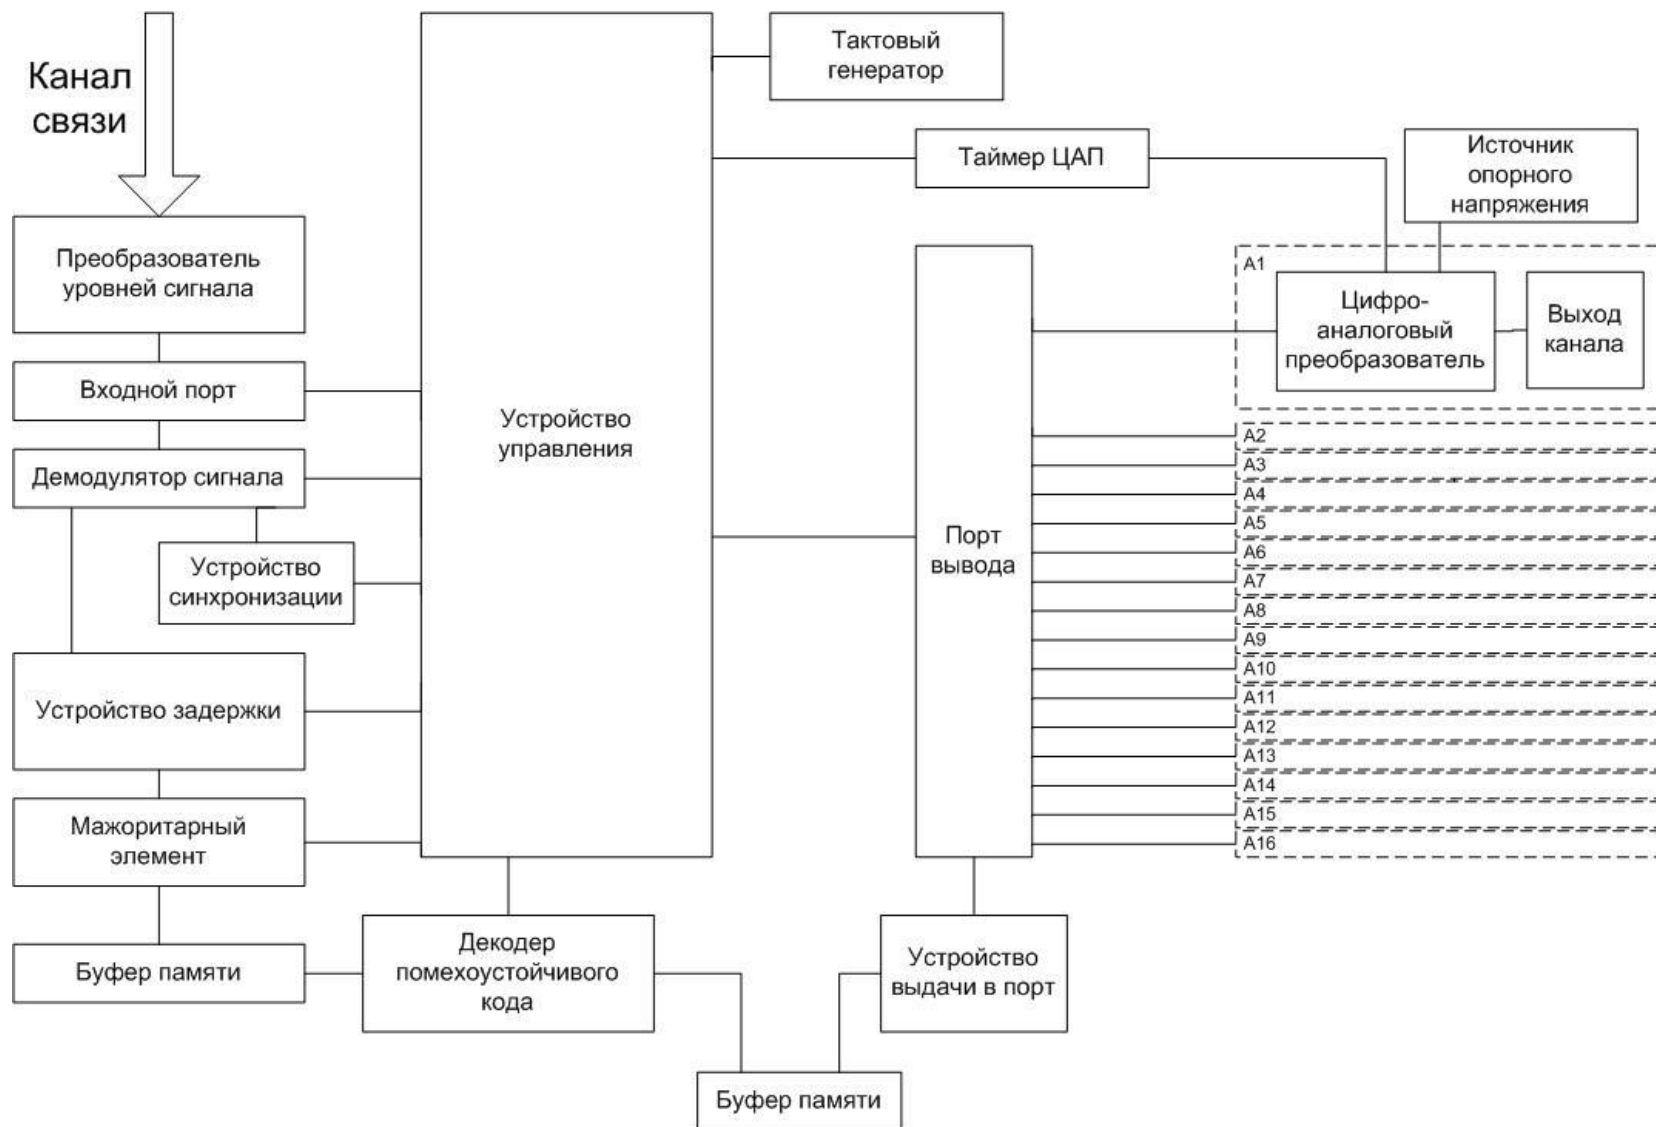 Канал
связи
Преобразователь
уровней сигнала
Входной порт
Демодулятор сигнала
Устройство
синхронизации
Устройство задержки
Мажоритарный
элемент
Буфер памяти
Устройство
управления
Декодер
помехоустойчивого
кода
Буфер памяти
Тактовый
генератор
Таймер ЦАП
Источник
опорного
напряжения
Порт
вывода
Устройство
выдачи в порт
A1
Цифро-
аналоговый
преобразователь
Выход
канала
A2
A3
A4
A5
A6
A7
A8
A9
A10
A11
A12
A13
A14
A15
A16